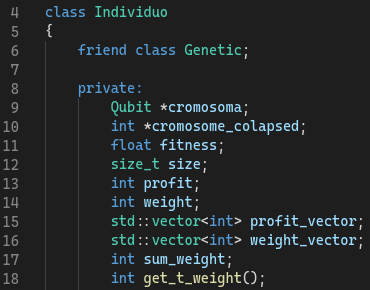 4 class Individuo
5 {
6 friend class Genetic;
7
8 private:
9 Qubit *cromosoma;
10 int *cromosome_colapsed;
11 float fitness;
12 size_t size;
13 int profit;
14 int weight;
15 std::vector<int> profit_vector;
16 std::vector<int> weight_vector;
17 int sum_weight;
18 int get_t_weight();